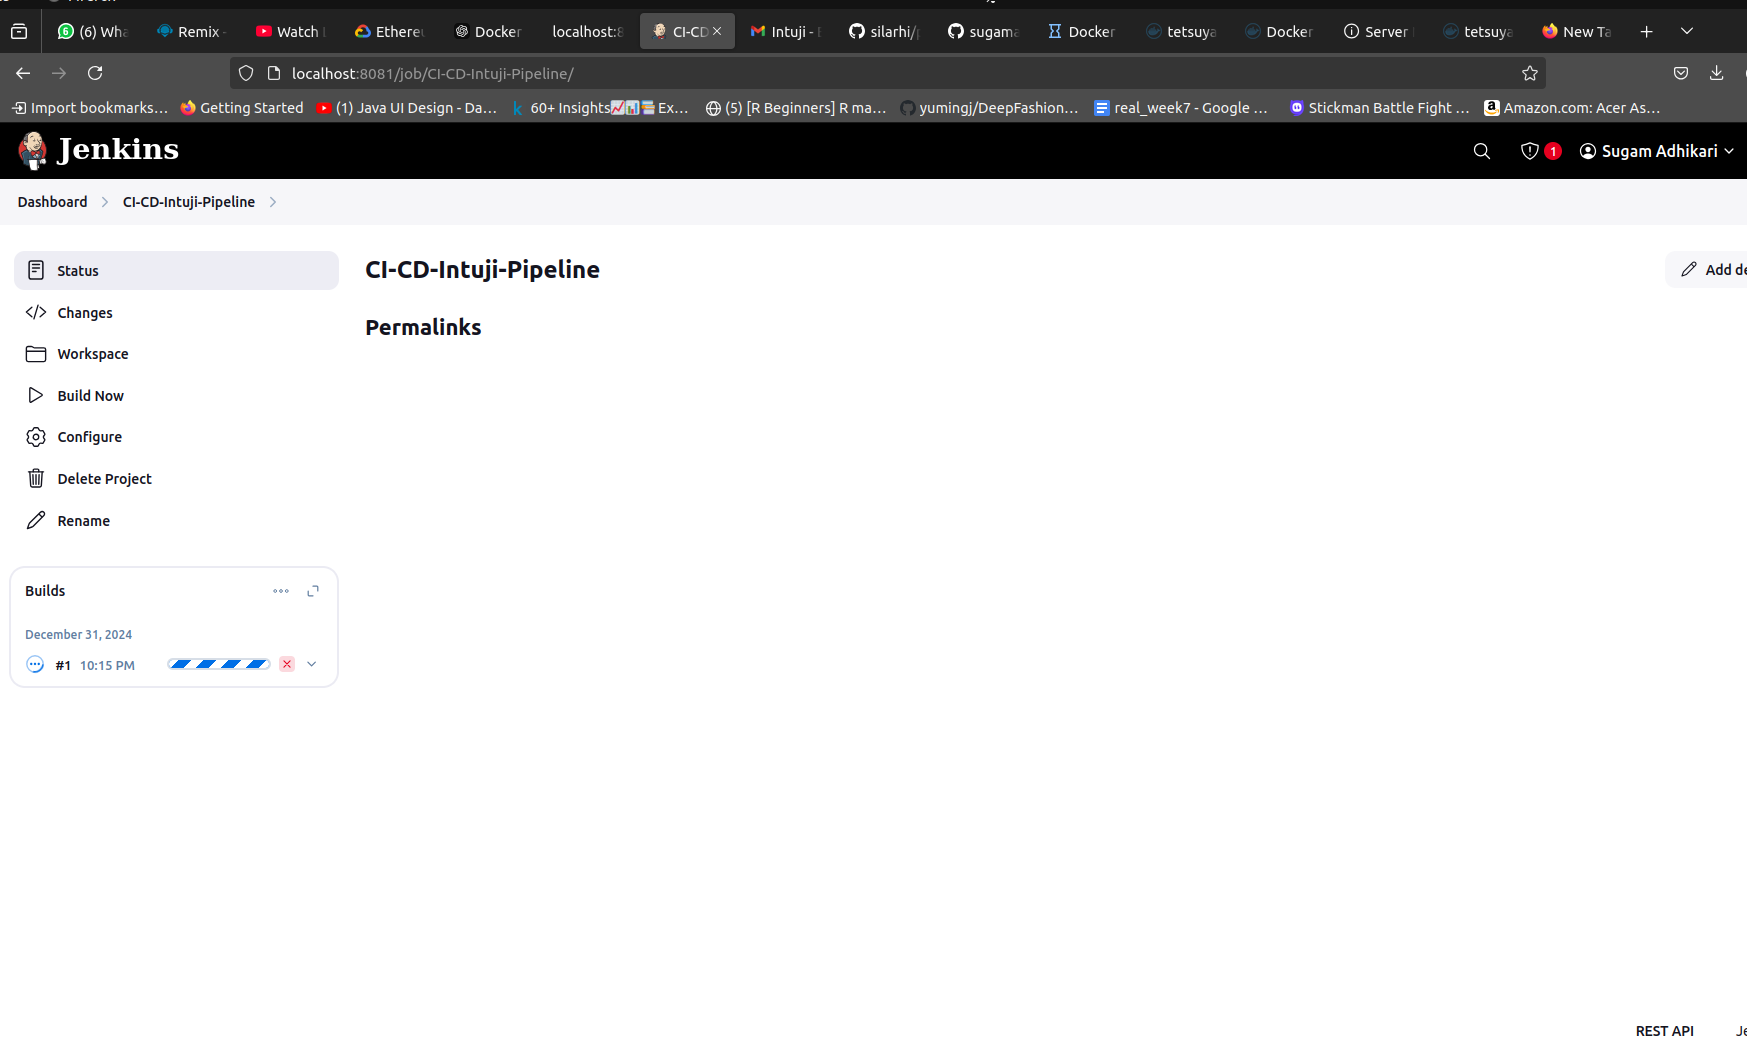 (6) Wha Remix - Watch Ethere Docker localhost:8 CI-CD Intuji - silarhi/ sugama Docker tetsuya Docker Server tetsuya New Ta
localhost:8081/job/CI-CD-Intuji-Pipeline/
Import bookmarks... Getting Started (1) Java UI Design - Da... 60+ Insights📈📊📚Ex... (5) [R Beginners] R ma... yumingj/DeepFashion... real_week7 - Google ... Stickman Battle Fight ... Amazon.com: Acer As...
Jenkins 1 Sugam Adhikari
Dashboard CI-CD-Intuji-Pipeline
Status
CI-CD-Intuji-Pipeline
Add de
Changes
Permalinks
Workspace
Build Now
Configure
Delete Project
Rename
Builds
December 31, 2024
#1 10:15 PM
REST API Je